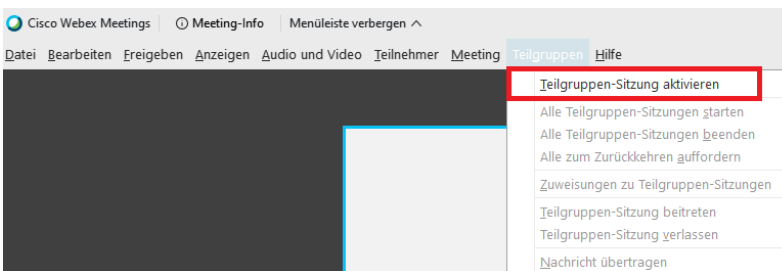 Cisco Webex Meetings Meeting-Info Menüleiste verbergen
Datei Bearbeiten Freigeben Anzeigen Audio und Video Teilnehmer Meeting Teilgruppen Hilfe
Teilgruppen-Sitzung aktivieren
Alle Teilgruppen-Sitzungen starten
Alle Teilgruppen-Sitzungen beenden
Alle zum Zurückkehren auffordern
Zuweisungen zu Teilgruppen-Sitzungen
Teilgruppen-Sitzung beitreten
Teilgruppen-Sitzung verlassen
Nachricht übertragen